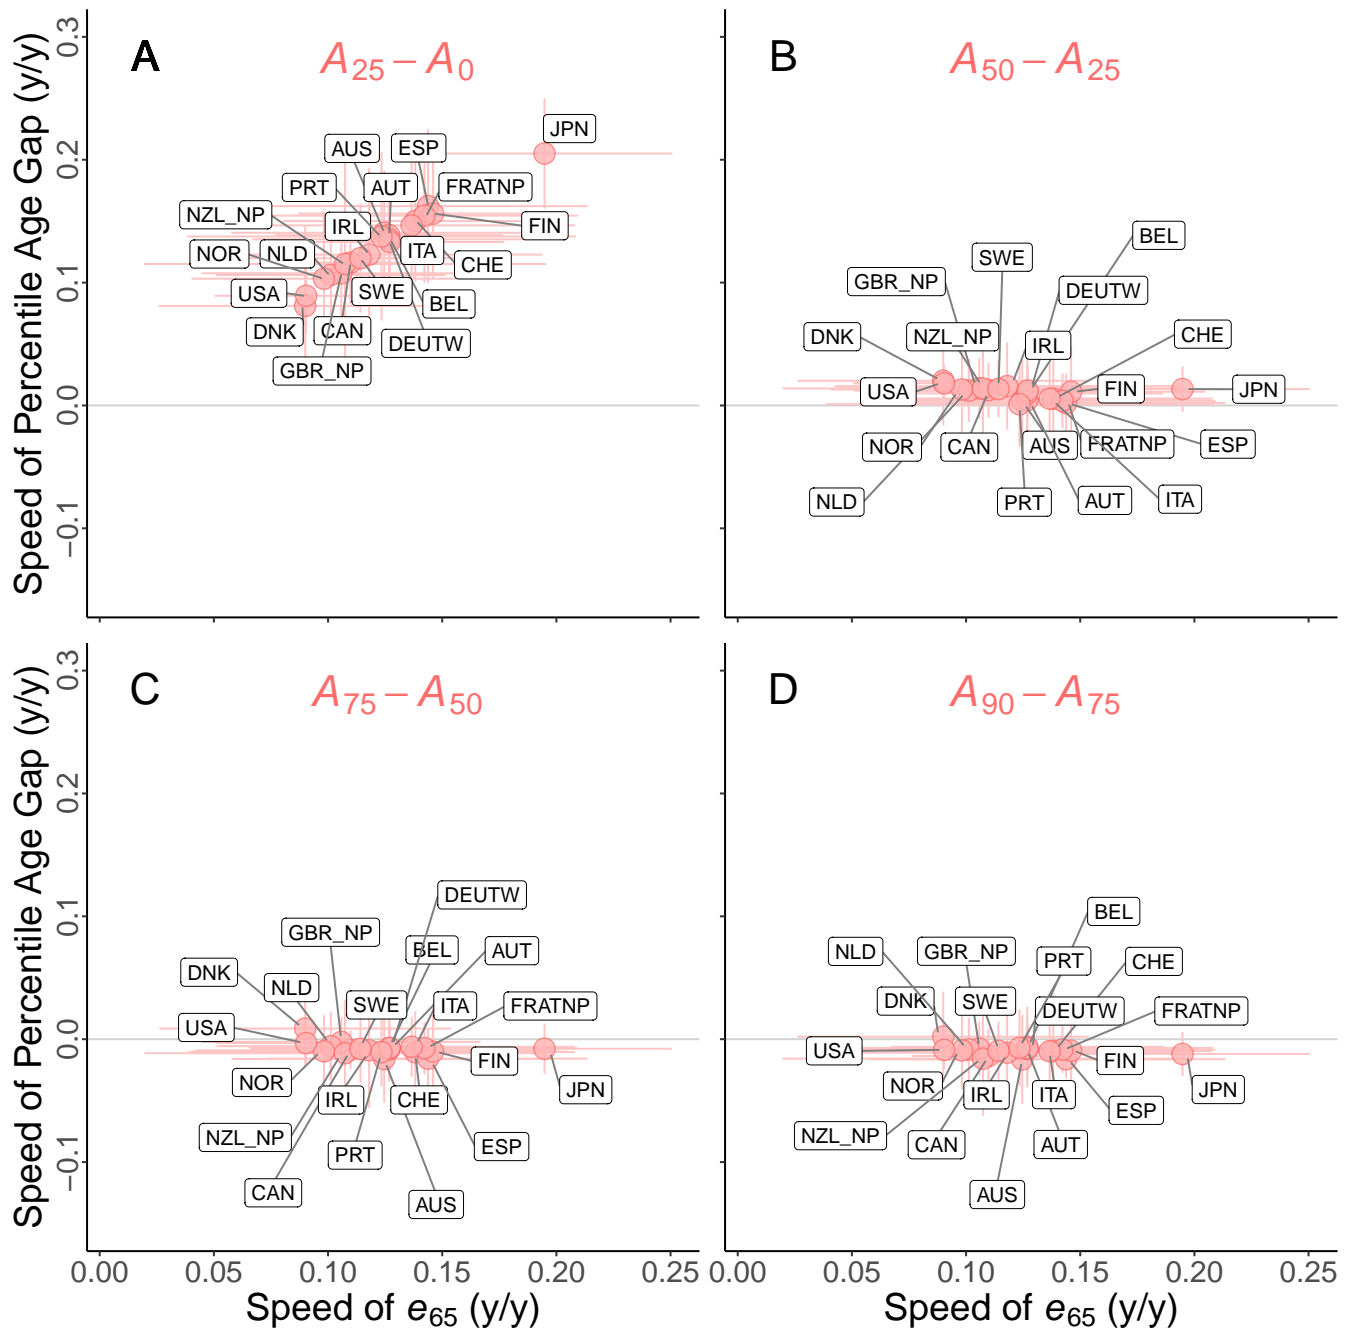 A
A25 – A0
B
A50 – A25
Speed of Percentile Age Gap (y/y)
0.3
0.2
0.1
0.0
−0.1
JPN
AUS
ESP
PRT
AUT
FRATNP
NZL_NP
IRL
FIN
NOR
NLD
ITA
CHE
USA
SWE
BEL
DNK
CAN
DEUTW
GBR_NP
BEL
SWE
GBR_NP
DEUTW
DNK
NZL_NP
IRL
CHE
USA
FIN
JPN
NOR
CAN
AUS
FRATNP
ESP
NLD
PRT
AUT
ITA
C
A75 – A50
D
A90 – A75
Speed of Percentile Age Gap (y/y)
0.3
0.2
0.1
0.0
−0.1
DEUTW
GBR_NP
BEL
AUT
DNK
NLD
SWE
ITA
FRATNP
USA
FIN
NOR
JPN
IRL
CHE
NZL_NP
PRT
ESP
CAN
AUS
BEL
NLD
GBR_NP
PRT
CHE
DNK
SWE
DEUTW
FRATNP
USA
FIN
NOR
IRL
ITA
JPN
NZL_NP
CAN
AUT
ESP
AUS
0.00 0.05 0.10 0.15 0.20 0.25
0.00 0.05 0.10 0.15 0.20 0.25
Speed of e65 (y/y)
Speed of e65 (y/y)